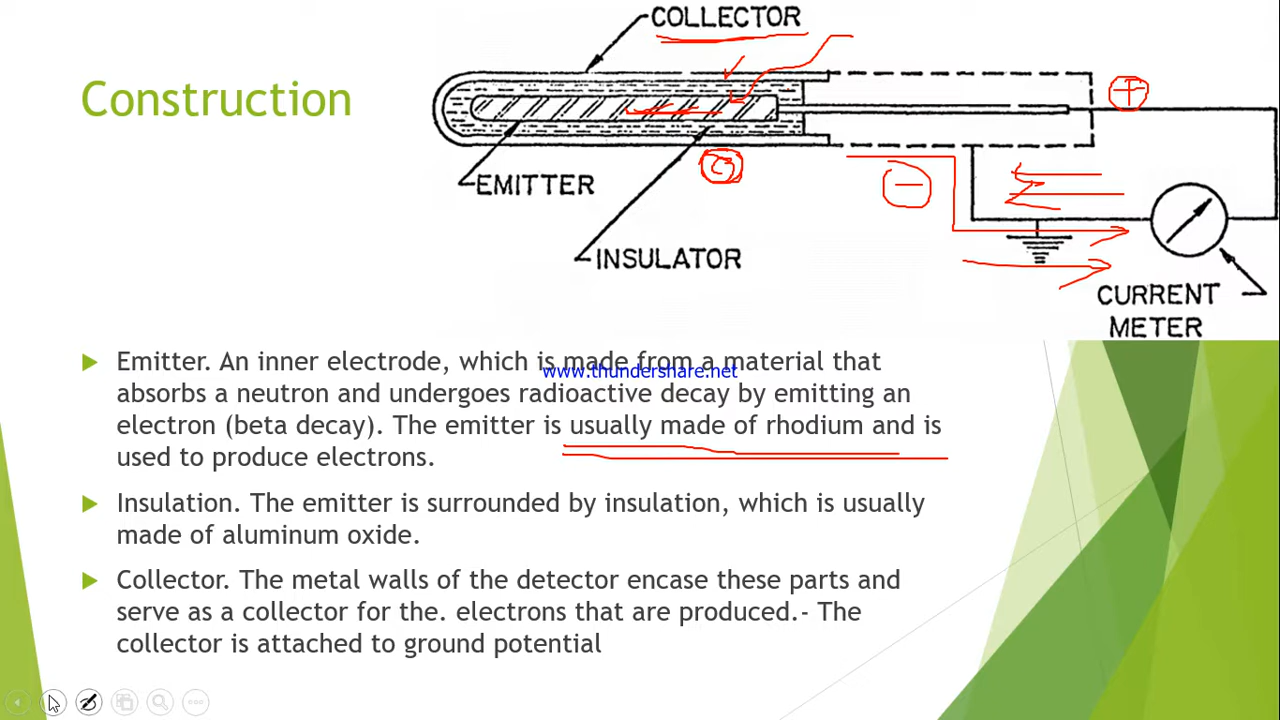 COLLECTOR
Construction
+
EMITTER
−
INSULATOR
CURRENT
METER
Emitter. An inner electrode, which is made from a material that
www.thundershare.net
absorbs a neutron and undergoes radioactive decay by emitting an
electron (beta decay). The emitter is usually made of rhodium and is
used to produce electrons.
Insulation. The emitter is surrounded by insulation, which is usually
made of aluminum oxide.
Collector. The metal walls of the detector encase these parts and
serve as a collector for the. electrons that are produced.- The
collector is attached to ground potential